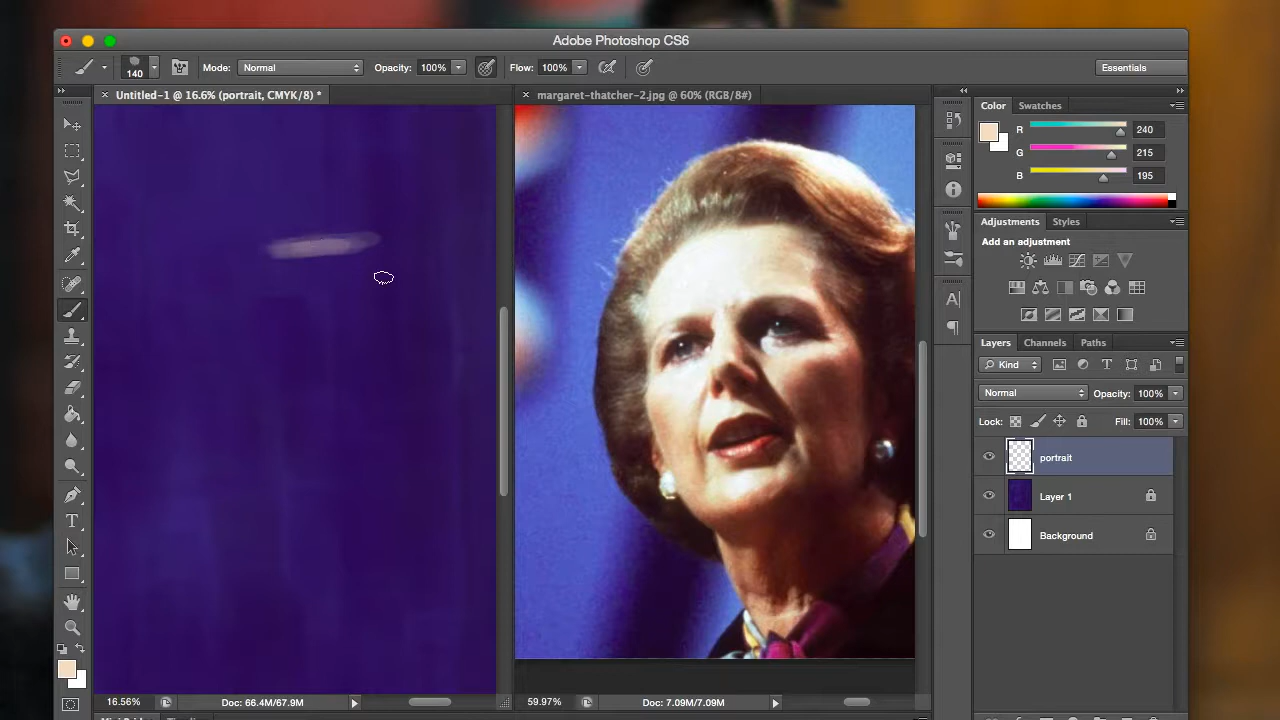 Adobe Photoshop CS6
140 Mode: Normal Opacity: 100% Flow: 100% Essentials
Untitled-1 @ 16.6% (portrait, CMYK/8) *
margaret-thatcher-2.jpg @ 60% (RGB/8#)
Color Swatches
R 240
G 215
B 195
Adjustments Styles
Add an adjustment
Layers Channels Paths
Kind
Normal Opacity: 100%
Lock: Fill: 100%
portrait
Layer 1
Background
16.56% Doc: 66.4M/67.9M
59.97% Doc: 7.09M/7.09M